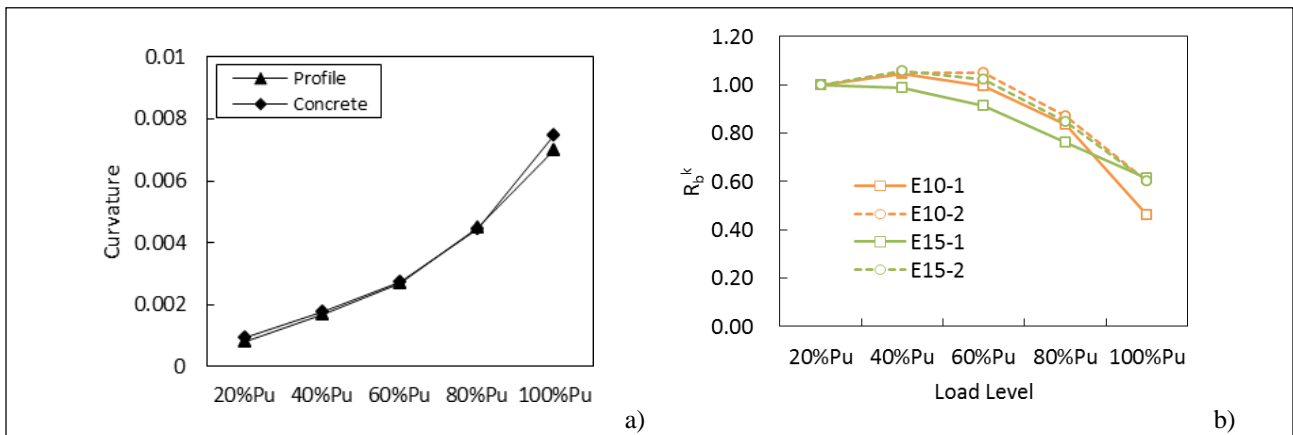 0.01
0.008
0.006
0.004
0.002
0
Curvature
Profile
Concrete
20%Pu 40%Pu 60%Pu 80%Pu 100%Pu
a)
1.20
1.00
0.80
0.60
0.40
0.20
0.00
R_b^k
E10-1
E10-2
E15-1
E15-2
20%Pu 40%Pu 60%Pu 80%Pu 100%Pu
Load Level
b)